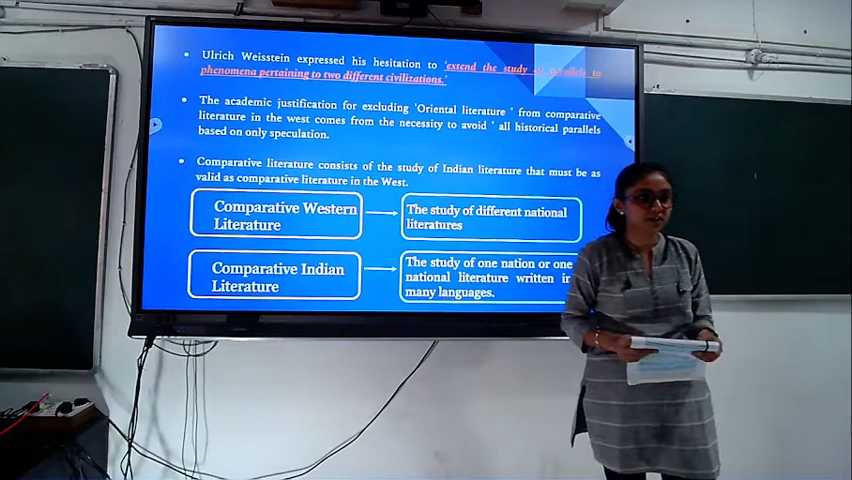 Ulrich Weisstein expressed his hesitation to 'extend the study of parallels to
phenomena pertaining to two different civilizations.'
The academic justification for excluding 'Oriental literature ' from comparative
literature in the west comes from the necessity to avoid ' all historical parallels
based on only speculation.
Comparative literature consists of the study of Indian literature that must be as
valid as comparative literature in the West.
Comparative Western
Literature
The study of different national
literatures
Comparative Indian
Literature
The study of one nation or one
national literature written in
many languages.